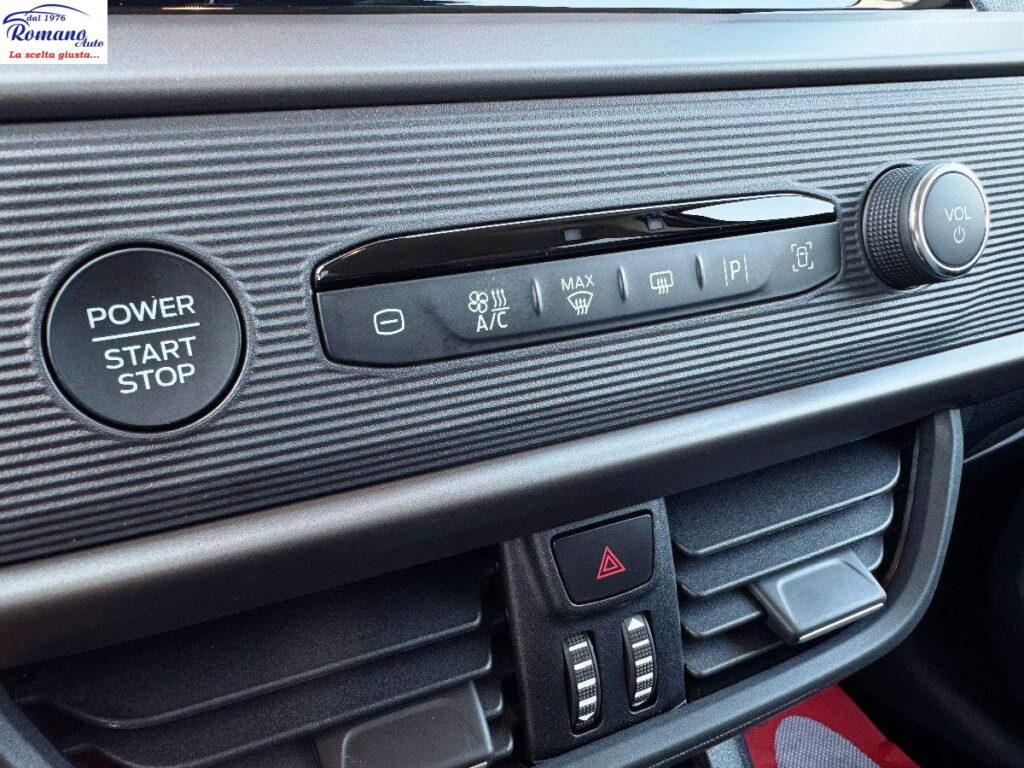 dal 1976
Romano
Auto
La scelta giusta...
POWER
START
STOP
A/C
MAX
P
VOL